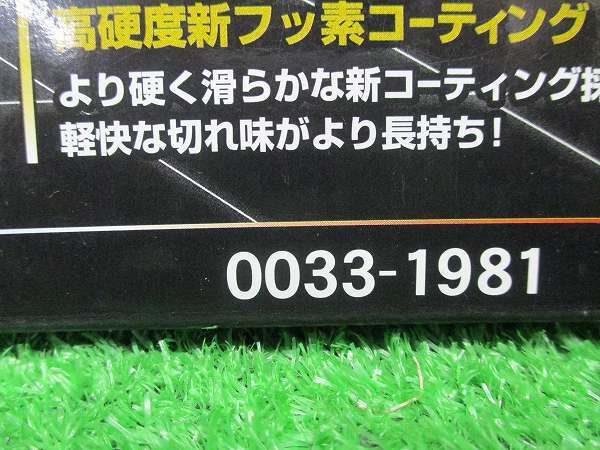 高硬度新フッ素コーティング
より硬く滑らかな新コーティング採
軽快な切れ味がより長持ち!
0033-1981